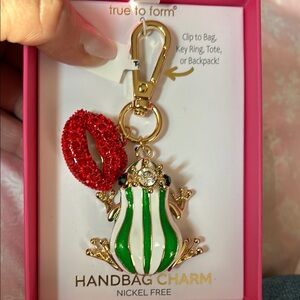 true to form®
Clip to Bag,
Key Ring, Tote,
or Backpack!
HANDBAG CHARM
NICKEL FREE